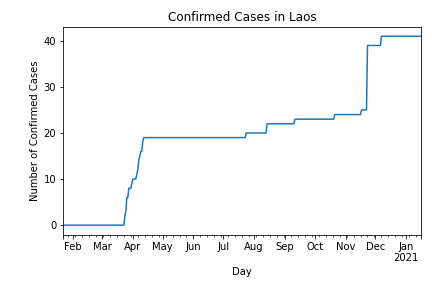 Confirmed Cases in Laos
Number of Confirmed Cases
40
30
20
10
0
Feb Mar Apr May Jun Jul Aug Sep Oct Nov Dec Jan
2021
Day